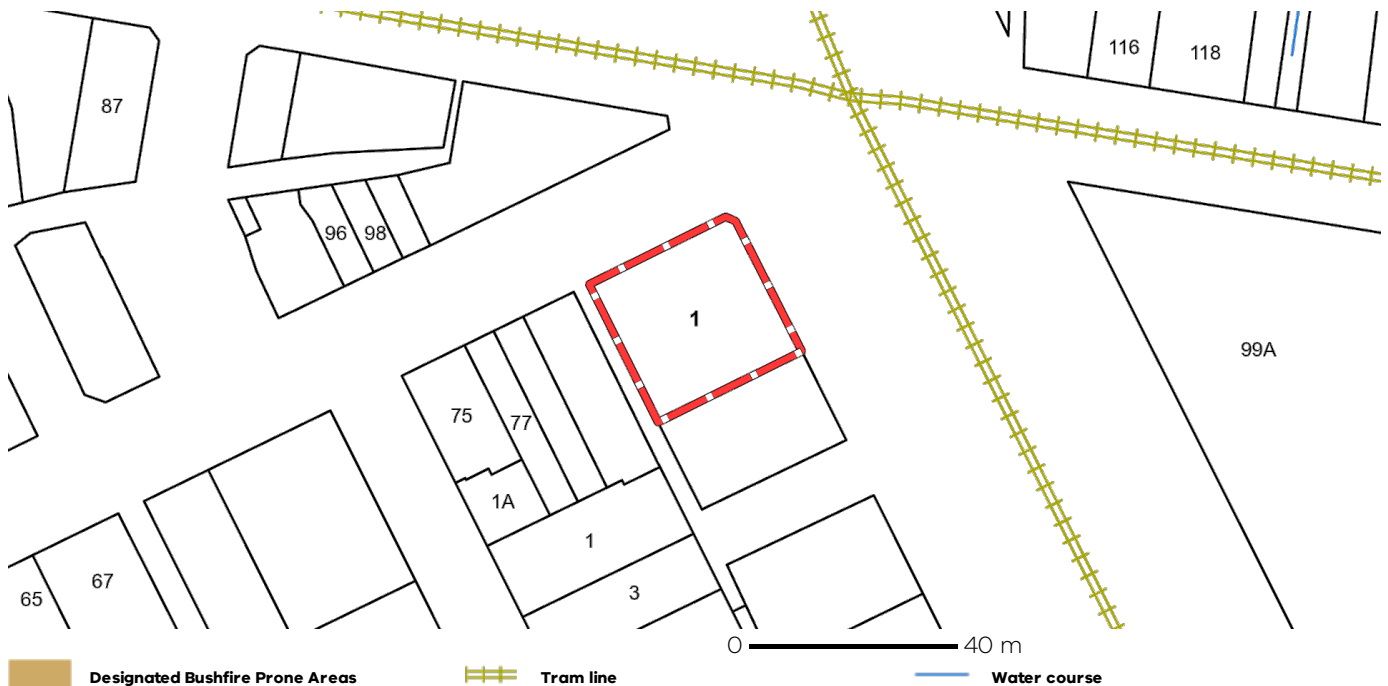 116
118
87
96 98
1
99A
75
77
1A
1
67
65
3
0 40 m
Designated Bushfire Prone Areas Tram line Water course